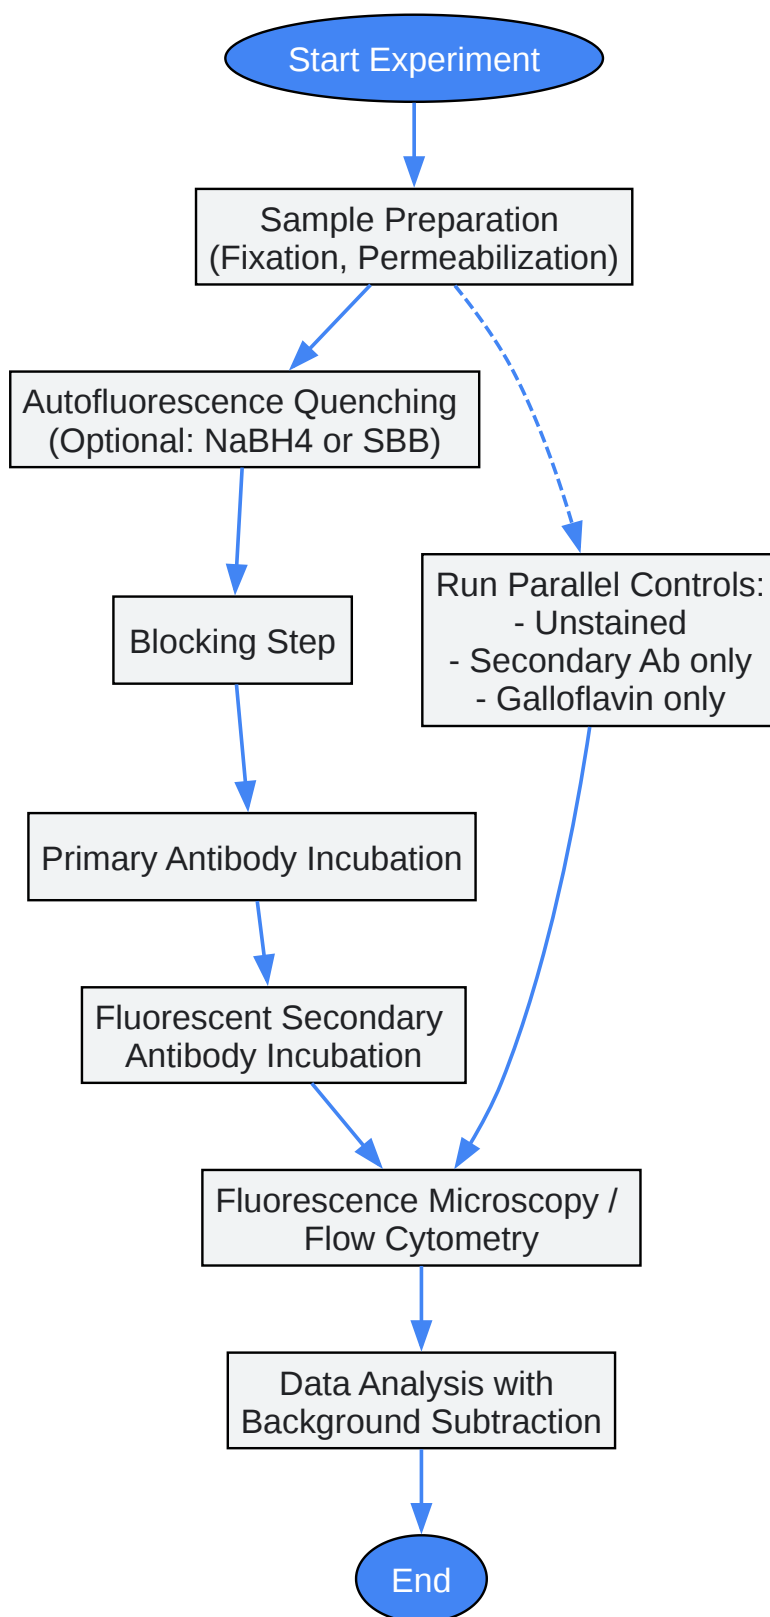 Start Experiment
Sample Preparation
(Fixation, Permeabilization)
Autofluorescence Quenching
(Optional: NaBH4 or SBB)
Run Parallel Controls:
- Unstained
- Secondary Ab only
- Galloflavin only
Blocking Step
Primary Antibody Incubation
Fluorescent Secondary
Antibody Incubation
Fluorescence Microscopy /
Flow Cytometry
Data Analysis with
Background Subtraction
End